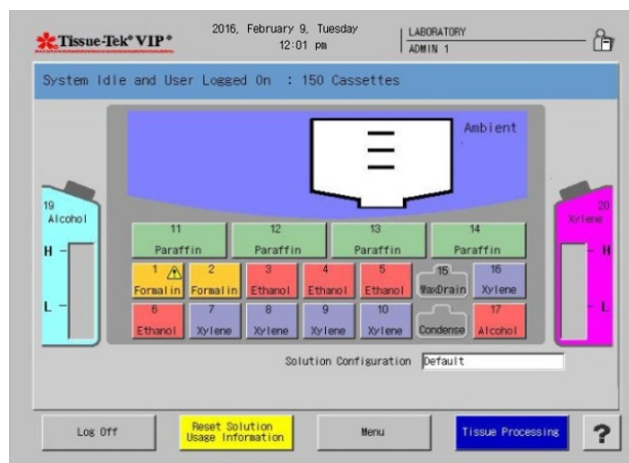 Tissue-Tek® VIP®
2016, February 9, Tuesday
12:01 pm
LABORATORY
ADMIN 1
System Idle and User Logged On : 150 Cassettes
Ambient
19
Alcohol
H
L
20
Xylene
H
L
11
Paraffin
12
Paraffin
13
Paraffin
14
Paraffin
1
Formalin
2
Formalin
3
Ethanol
4
Ethanol
5
Ethanol
15
WaxDrain
16
Xylene
6
Ethanol
7
Xylene
8
Xylene
9
Xylene
10
Xylene
Condense
17
Alcohol
Solution Configuration
Default
Log Off
Reset Solution
Usage Information
Menu
Tissue Processing
?